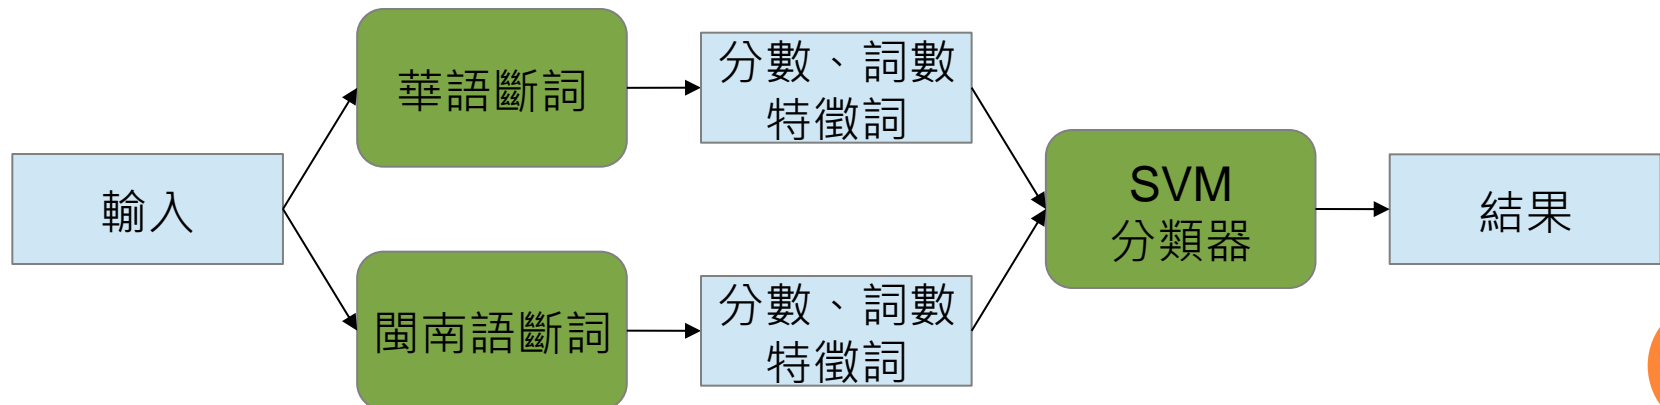 輸入
華語斷詞
分數、詞數
特徵詞
閩南語斷詞
分數、詞數
特徵詞
SVM
分類器
結果